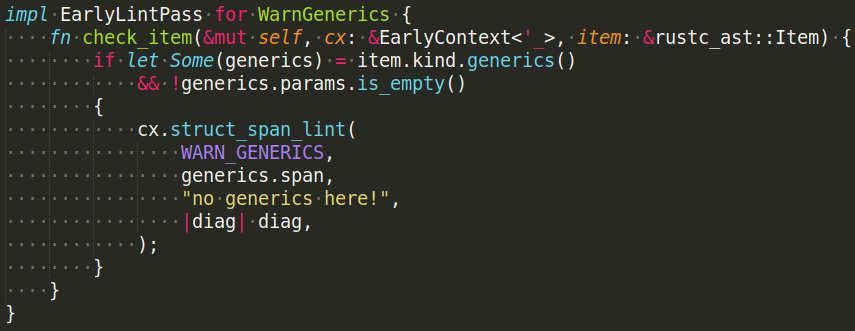 impl EarlyLintPass for WarnGenerics {
    fn check_item(&mut self, cx: &EarlyContext<'_>, item: &rustc_ast::Item) {
        if let Some(generics) = item.kind.generics()
            && !generics.params.is_empty()
        {
            cx.struct_span_lint(
                WARN_GENERICS,
                generics.span,
                "no generics here!",
                |diag| diag,
            );
        }
    }
}